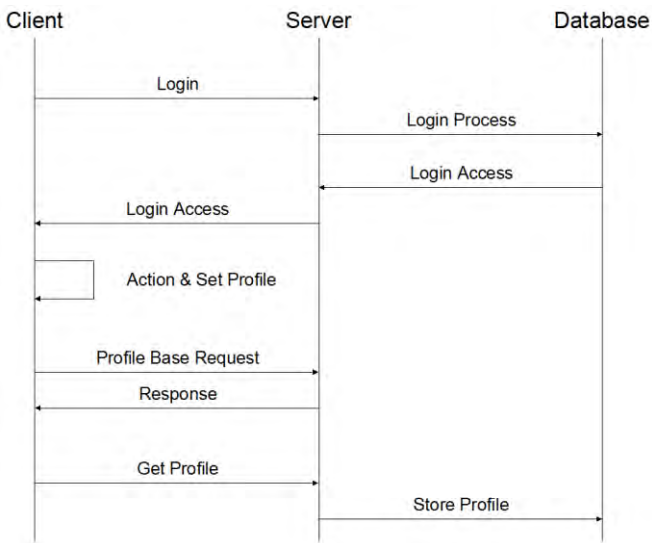 Client
Server
Database
Login
Login Process
Login Access
Login Access
Action & Set Profile
Profile Base Request
Response
Get Profile
Store Profile